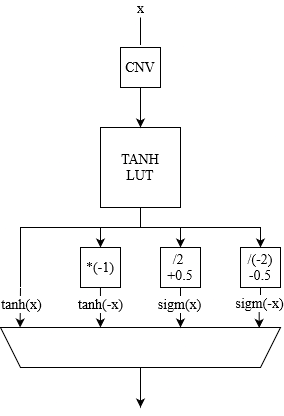 x
CNV
TANH
LUT
*(-1)
/2
+0.5
/(-2)
-0.5
tanh(x)
tanh(-x)
sigm(x)
sigm(-x)